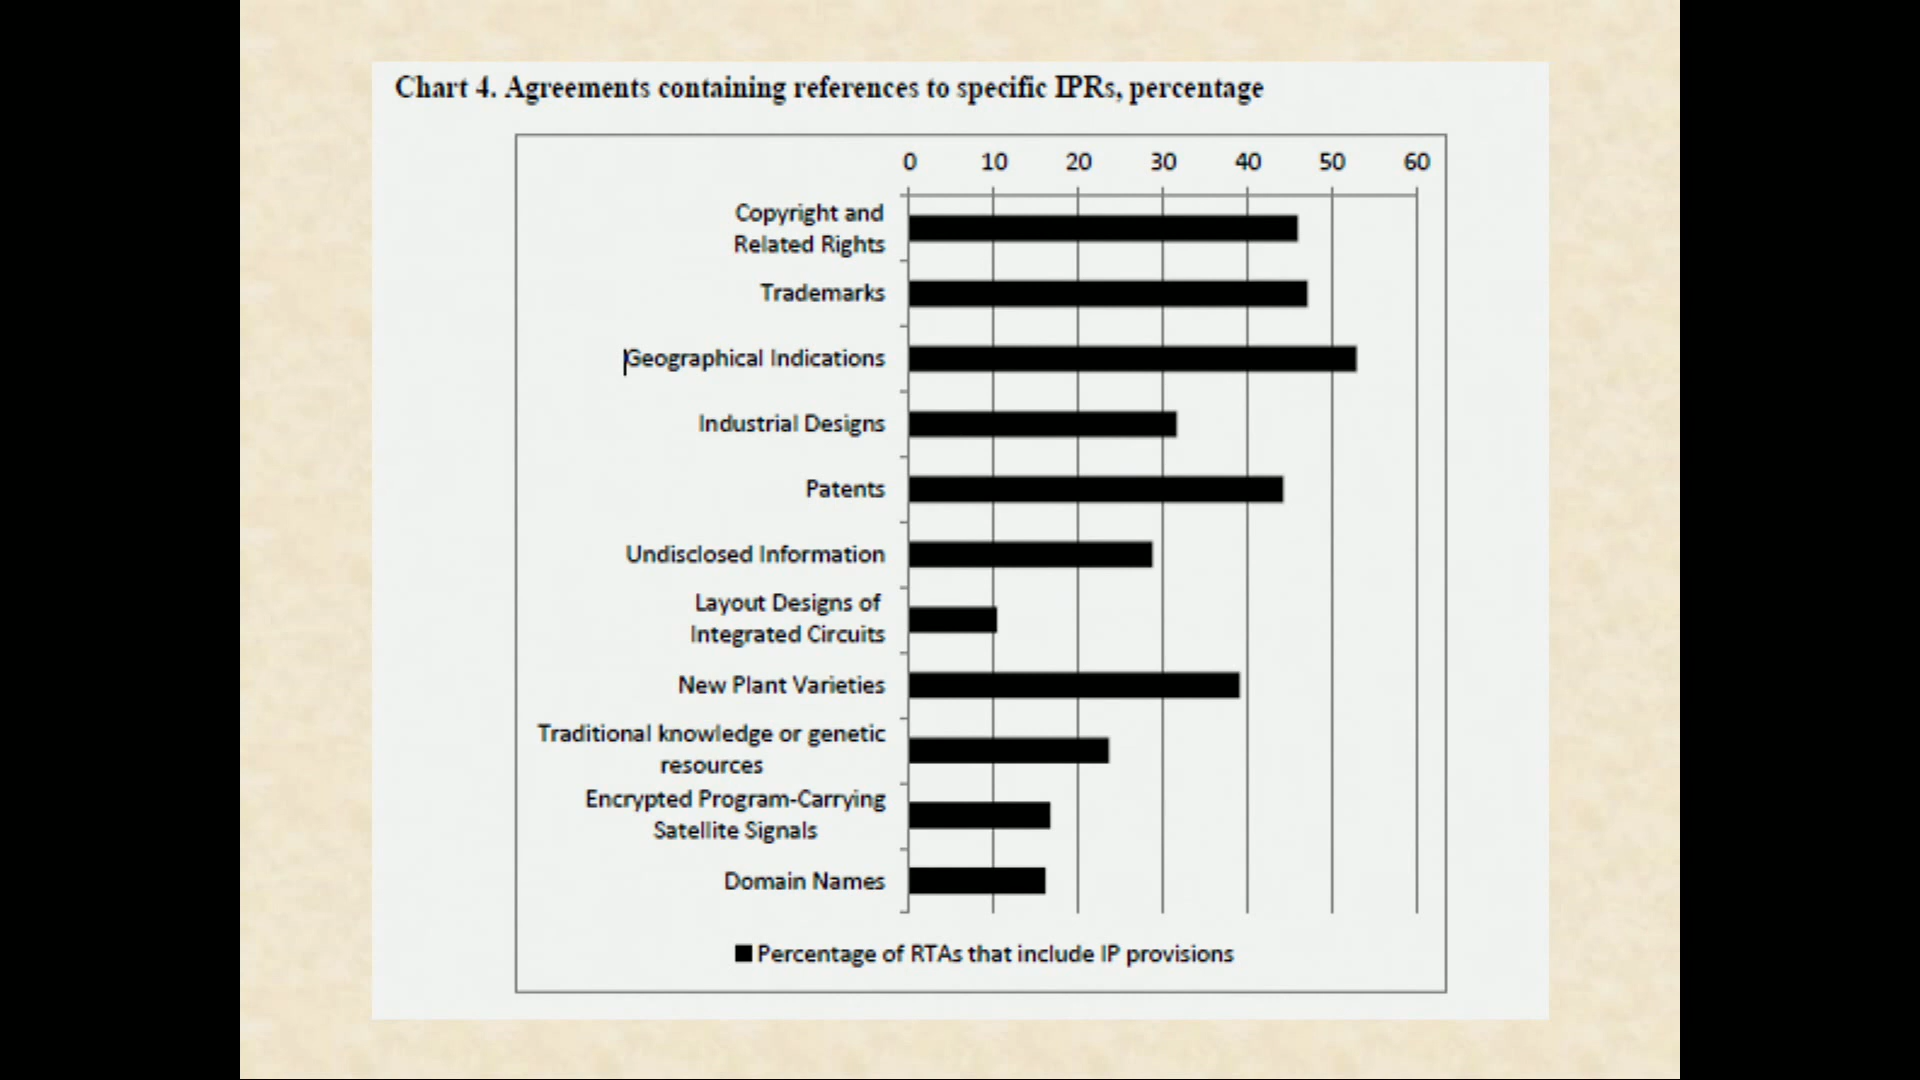 Chart 4. Agreements containing references to specific IPRs, percentage
0 10 20 30 40 50 60
Copyright and
Related Rights
Trademarks
Geographical Indications
Industrial Designs
Patents
Undisclosed Information
Layout Designs of
Integrated Circuits
New Plant Varieties
Traditional knowledge or genetic
resources
Encrypted Program-Carrying
Satellite Signals
Domain Names
Percentage of RTAs that include IP provisions